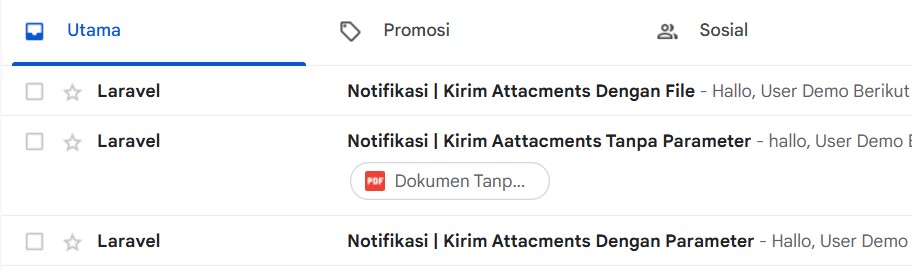 Utama Promosi Sosial
Laravel Notifikasi | Kirim Attacments Dengan File - Hallo, User Demo Berikut
Laravel Notifikasi | Kirim Aattacments Tanpa Parameter - hallo, User Demo
PDF Dokumen Tanp...
Laravel Notifikasi | Kirim Attacments Dengan Parameter - Hallo, User Demo